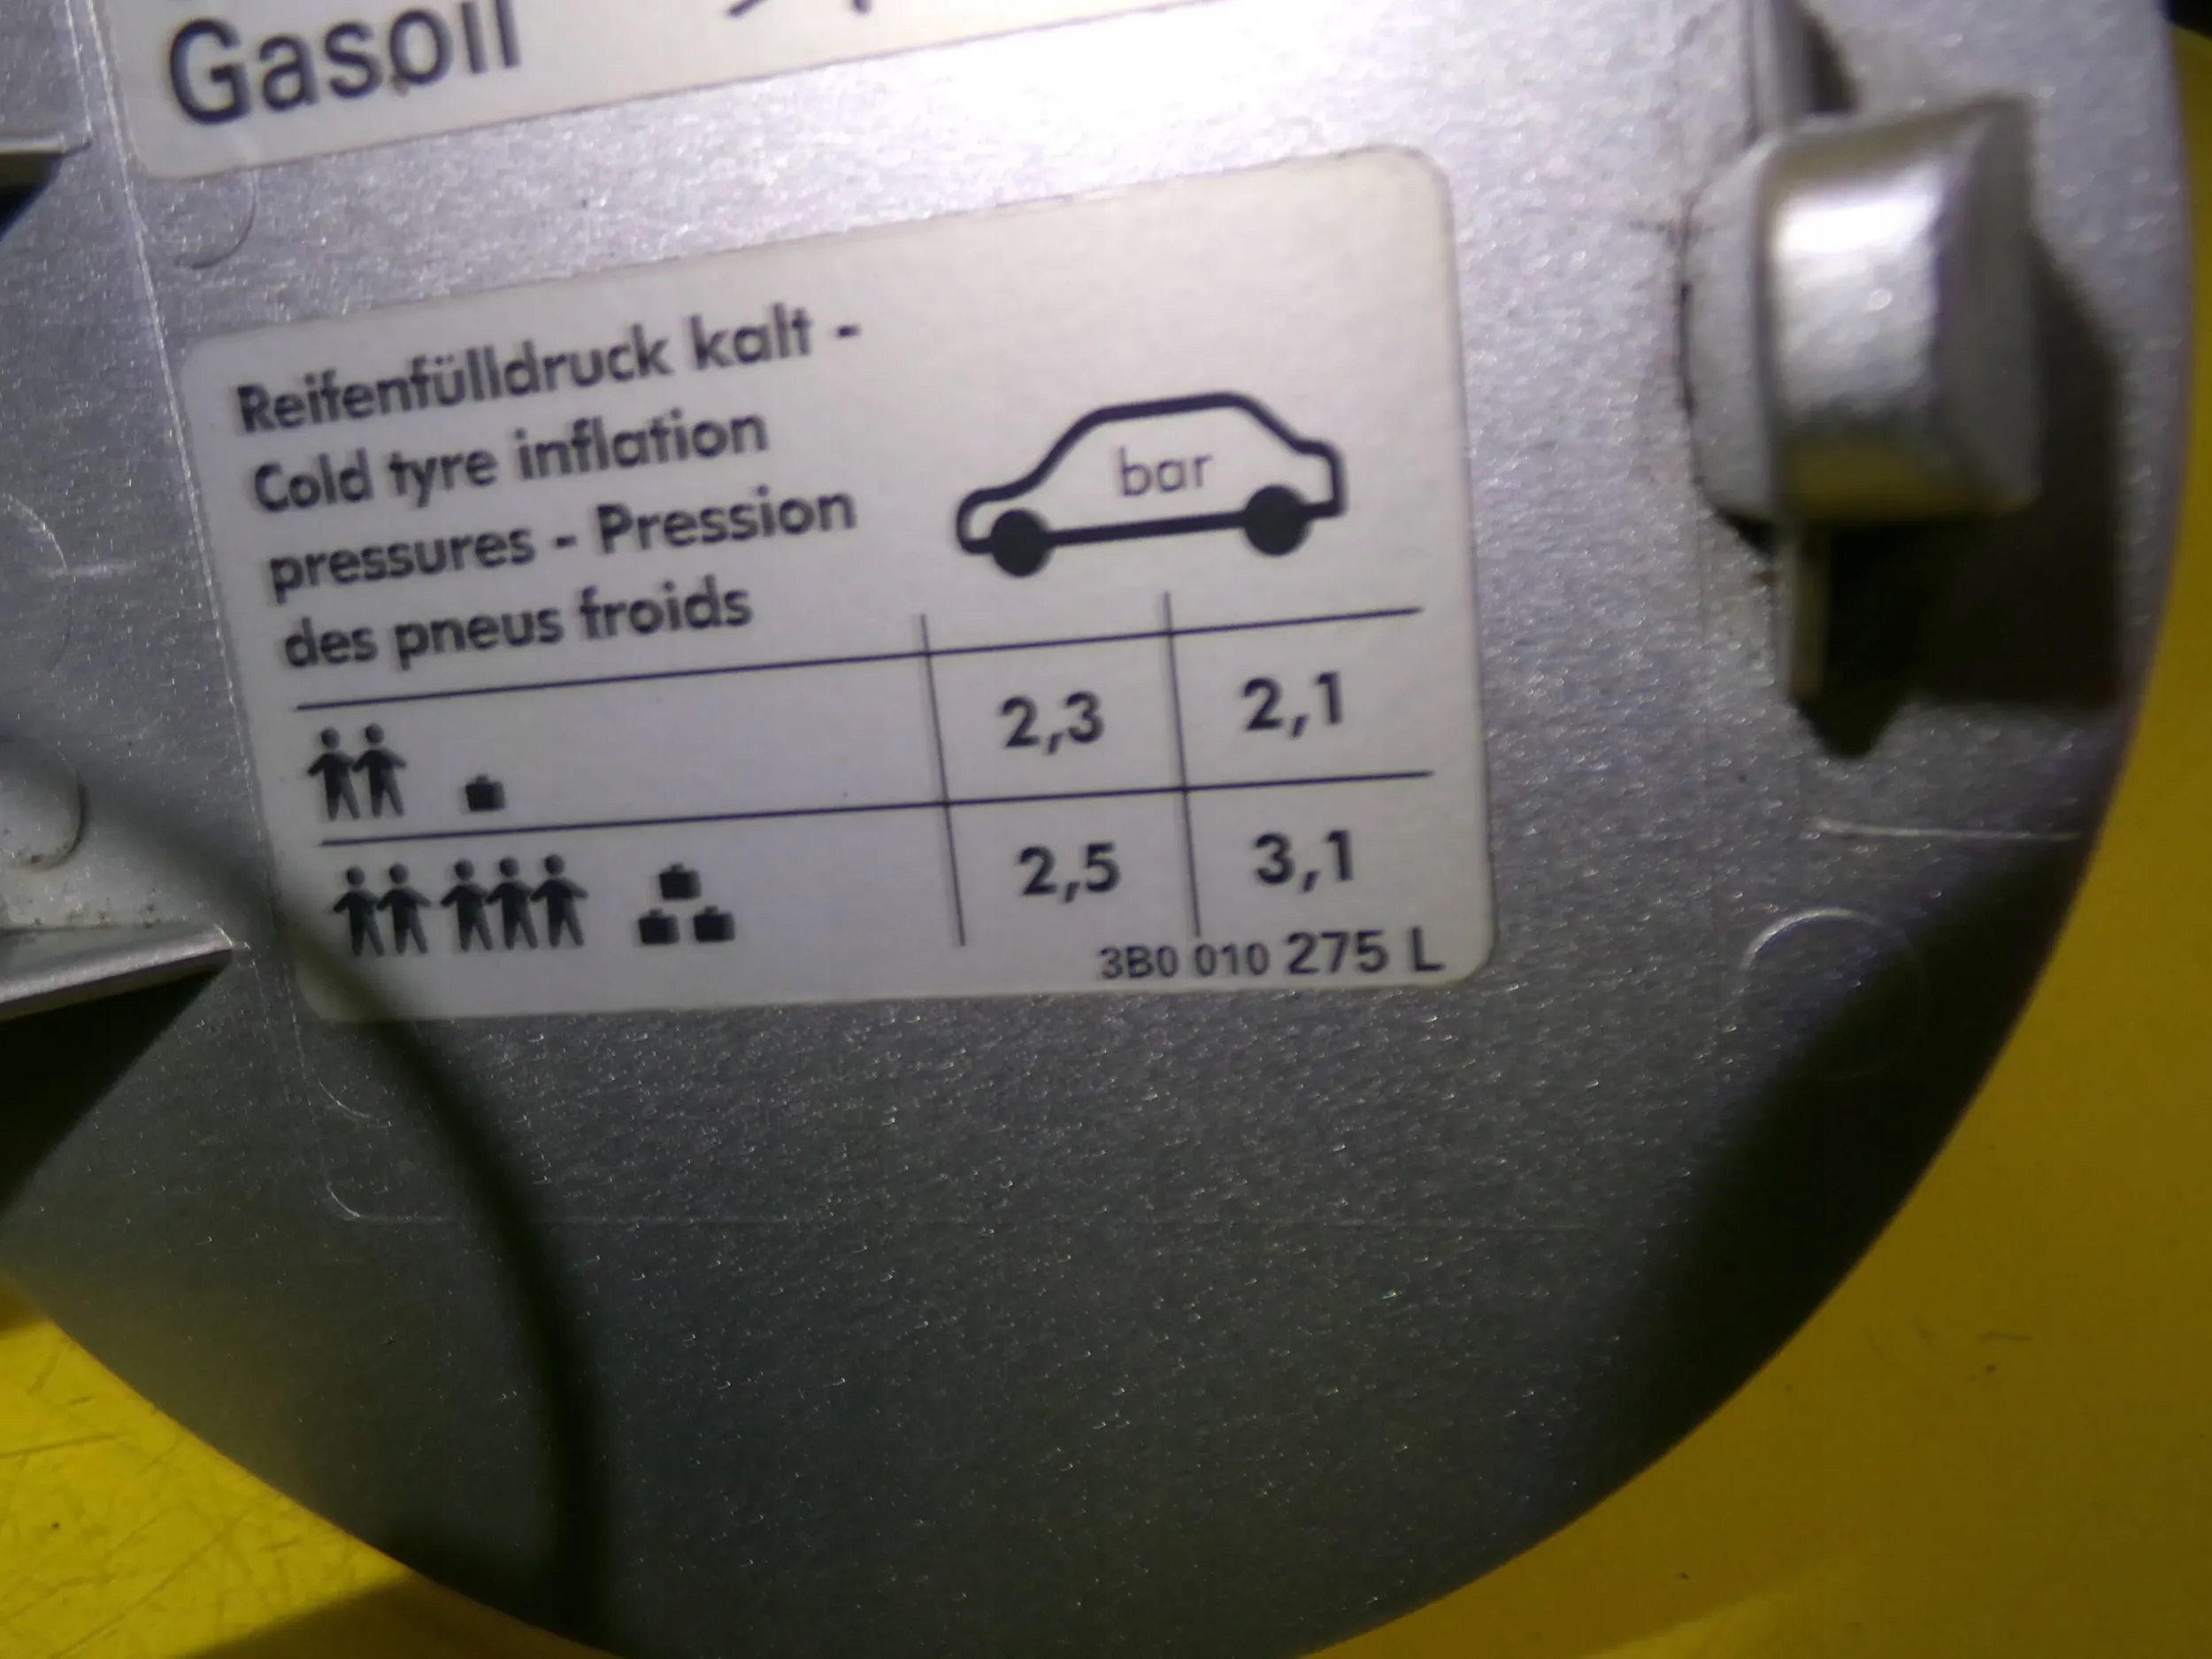 Gasoil
Reifenfülldruck kalt -
Cold tyre inflation
pressures - Pression
des pneus froids
bar
2,3 2,1
2,5 3,1
3B0 010 275 L